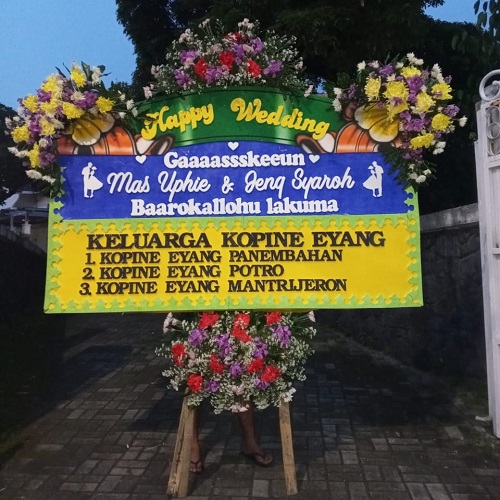 Happy Wedding
Gaaaassskeeun
Mas Uphie & Jenq Syaroh
Baarokallohu lakuma
KELUARGA KOPINE EYANG
1. KOPINE EYANG PANEMBAHAN
2. KOPINE EYANG POTRO
3. KOPINE EYANG MANTRIJERON